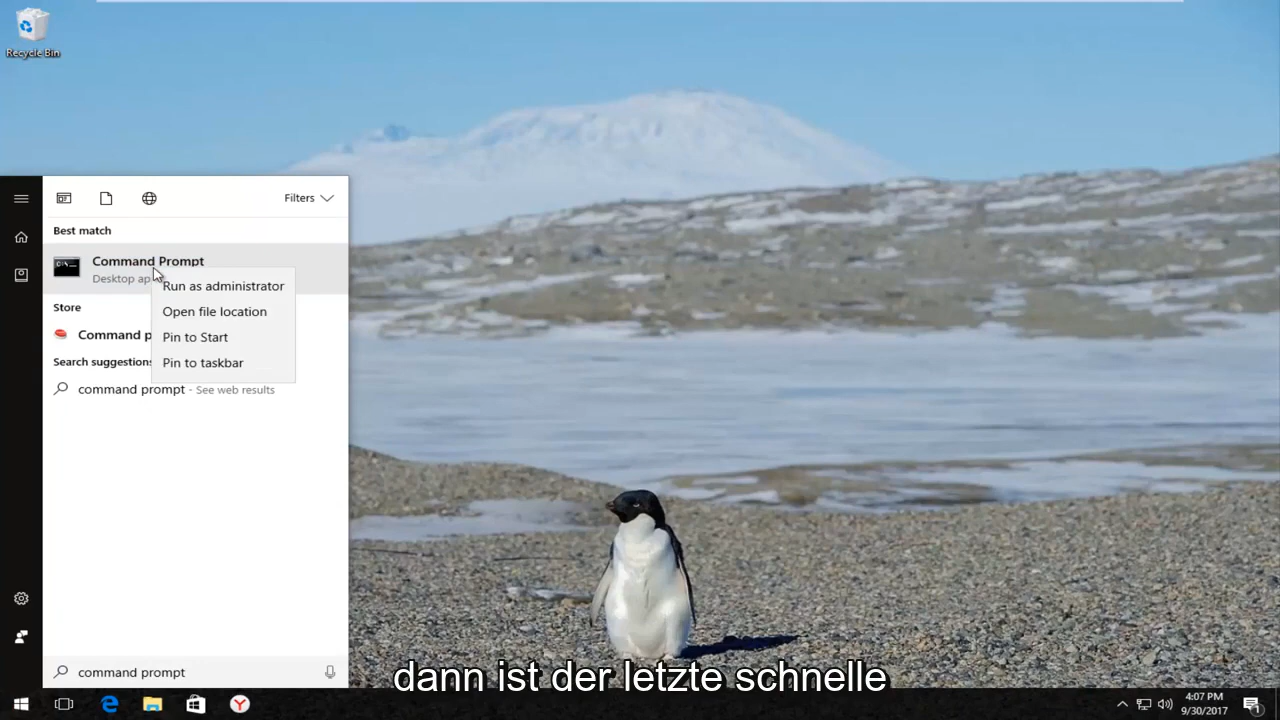 Recycle Bin
Filters
Best match
Command Prompt
Desktop ap
Run as administrator
Open file location
Pin to Start
Pin to taskbar
Store
Command p
Search suggestions
command prompt - See web results
command prompt
dann ist der letzte schnelle
4:07 PM
9/30/2017
1